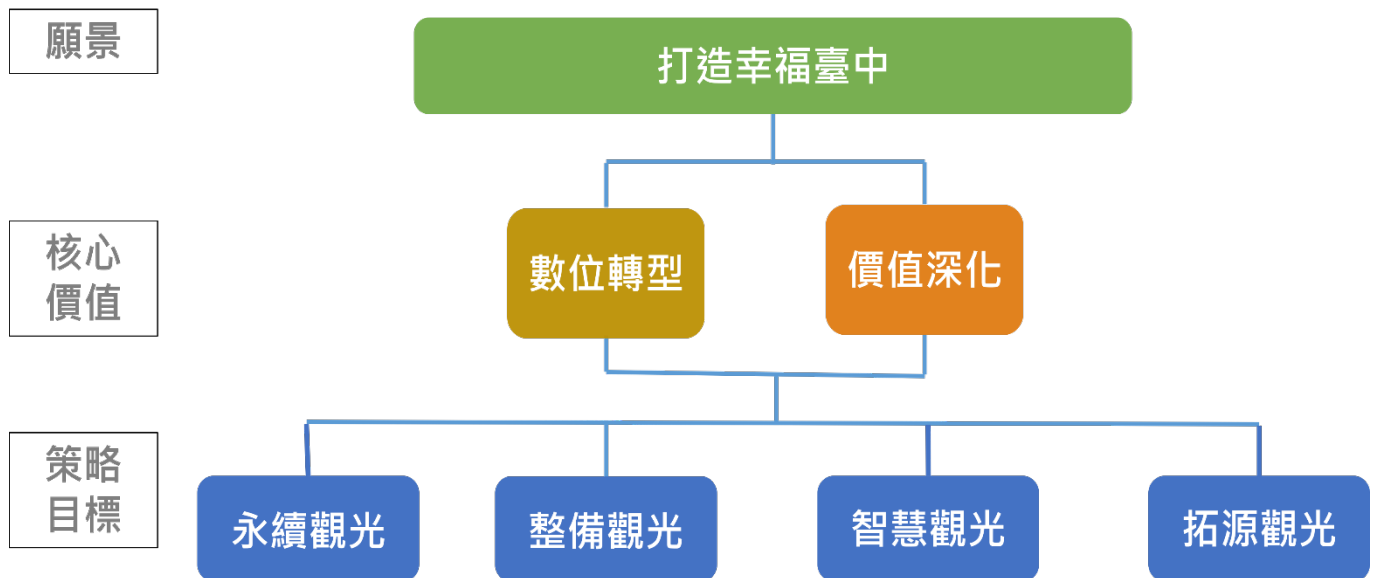 願景
打造幸福臺中
核心
價值
數位轉型
價值深化
策略
目標
永續觀光
整備觀光
智慧觀光
拓源觀光